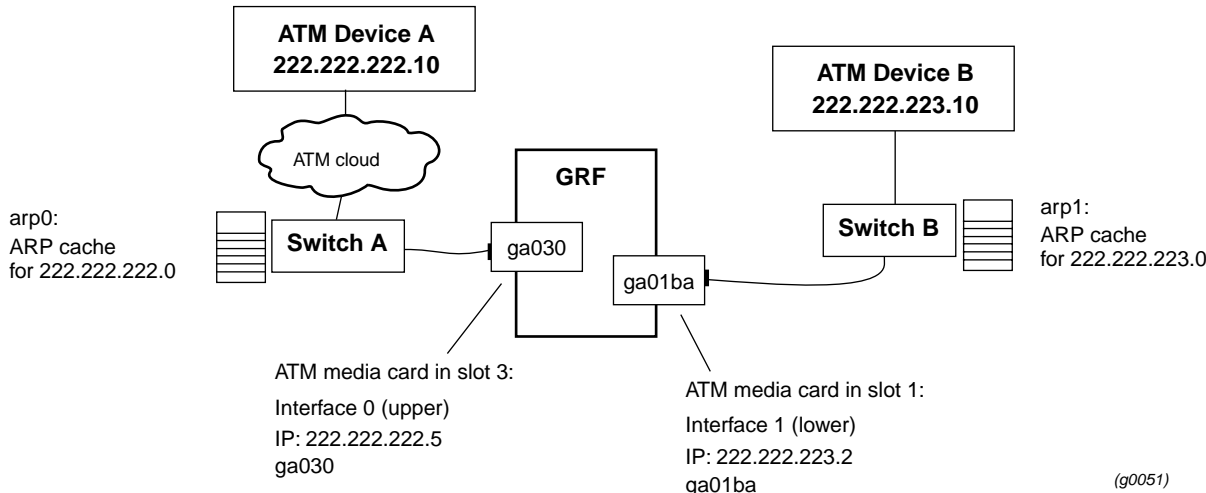 ATM Device A
222.222.222.10
ATM Device B
222.222.223.10
ATM cloud
GRF
arp0:
ARP cache
for 222.222.222.0
Switch A
ga030
Switch B
arp1:
ARP cache
for 222.222.223.0
ga01ba
ATM media card in slot 3:
Interface 0 (upper)
IP: 222.222.222.5
ga030
ATM media card in slot 1:
Interface 1 (lower)
IP: 222.222.223.2
ga01ba
(g0051)